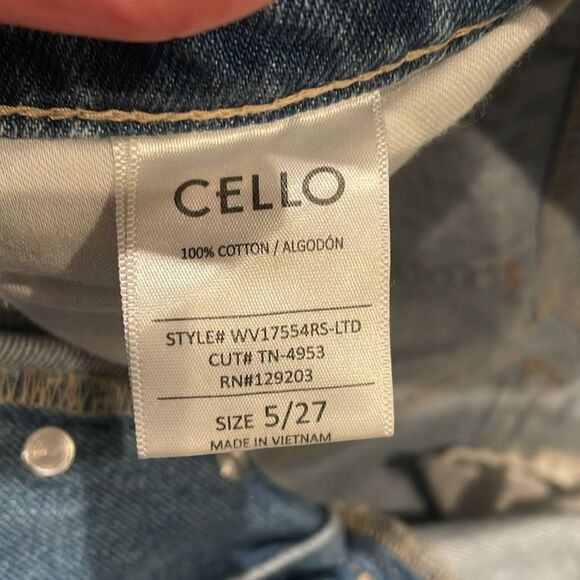 CELLO
100% COTTON / ALGODÓN
STYLE# WV17554RS-LTD
CUT# TN-4953
RN#129203
SIZE 5/27
MADE IN VIETNAM